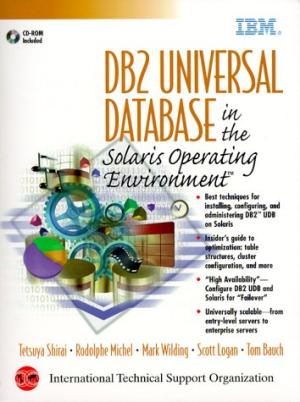 CD-ROM
Included
IBM
DB2 UNIVERSAL
DATABASE in
the
Solaris Operating
Environment™
• Best techniques for
installing, configuring, and
administering DB2™ UDB
on Solaris
• Insider's guide to
optimization: table
structures, cluster
configuration, and more
• "High Availability"—
Configure DB2 UDB and
Solaris for "Failover"
• Universally scalable—from
entry-level servers to
enterprise servers
Tetsuya Shirai • Rodolphe Michel • Mark Wilding • Scott Logan • Tom Bauch
International Technical Support Organization